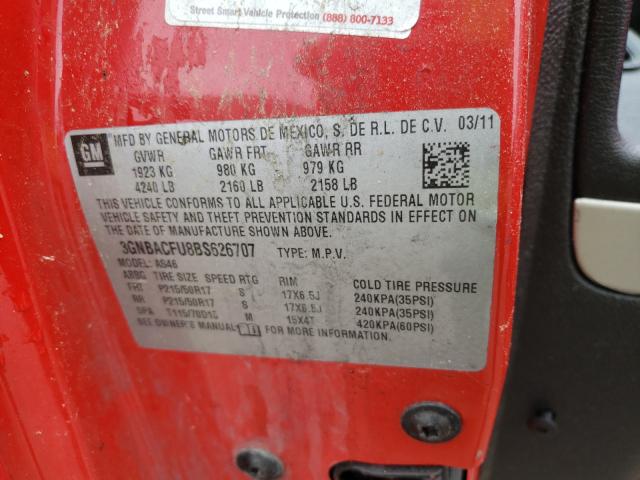 Street Smart Vehicle Protection (888) 800-7133
GM
MFD BY GENERAL MOTORS DE MEXICO, S. DE R.L. DE C.V. 03/11
GVWR GAWR FRT GAWR RR
1923 KG 980 KG 979 KG
4240 LB 2160 LB 2158 LB
THIS VEHICLE CONFORMS TO ALL APPLICABLE U.S. FEDERAL MOTOR
VEHICLE SAFETY AND THEFT PREVENTION STANDARDS IN EFFECT ON
THE DATE OF MANUFACTURE SHOWN ABOVE.
3GNBACFU8BS626707 TYPE: M.P.V.
MODEL: AS46
ABBG TIRE SIZE SPEED RTG RIM COLD TIRE PRESSURE
FRT P215/50R17 S 17X6.5J 240KPA(35PSI)
RR P215/50R17 S 17X6.5J 240KPA(35PSI)
SPA T115/70D15 M 15X4T 420KPA(60PSI)
SEE OWNER'S MANUAL FOR MORE INFORMATION.